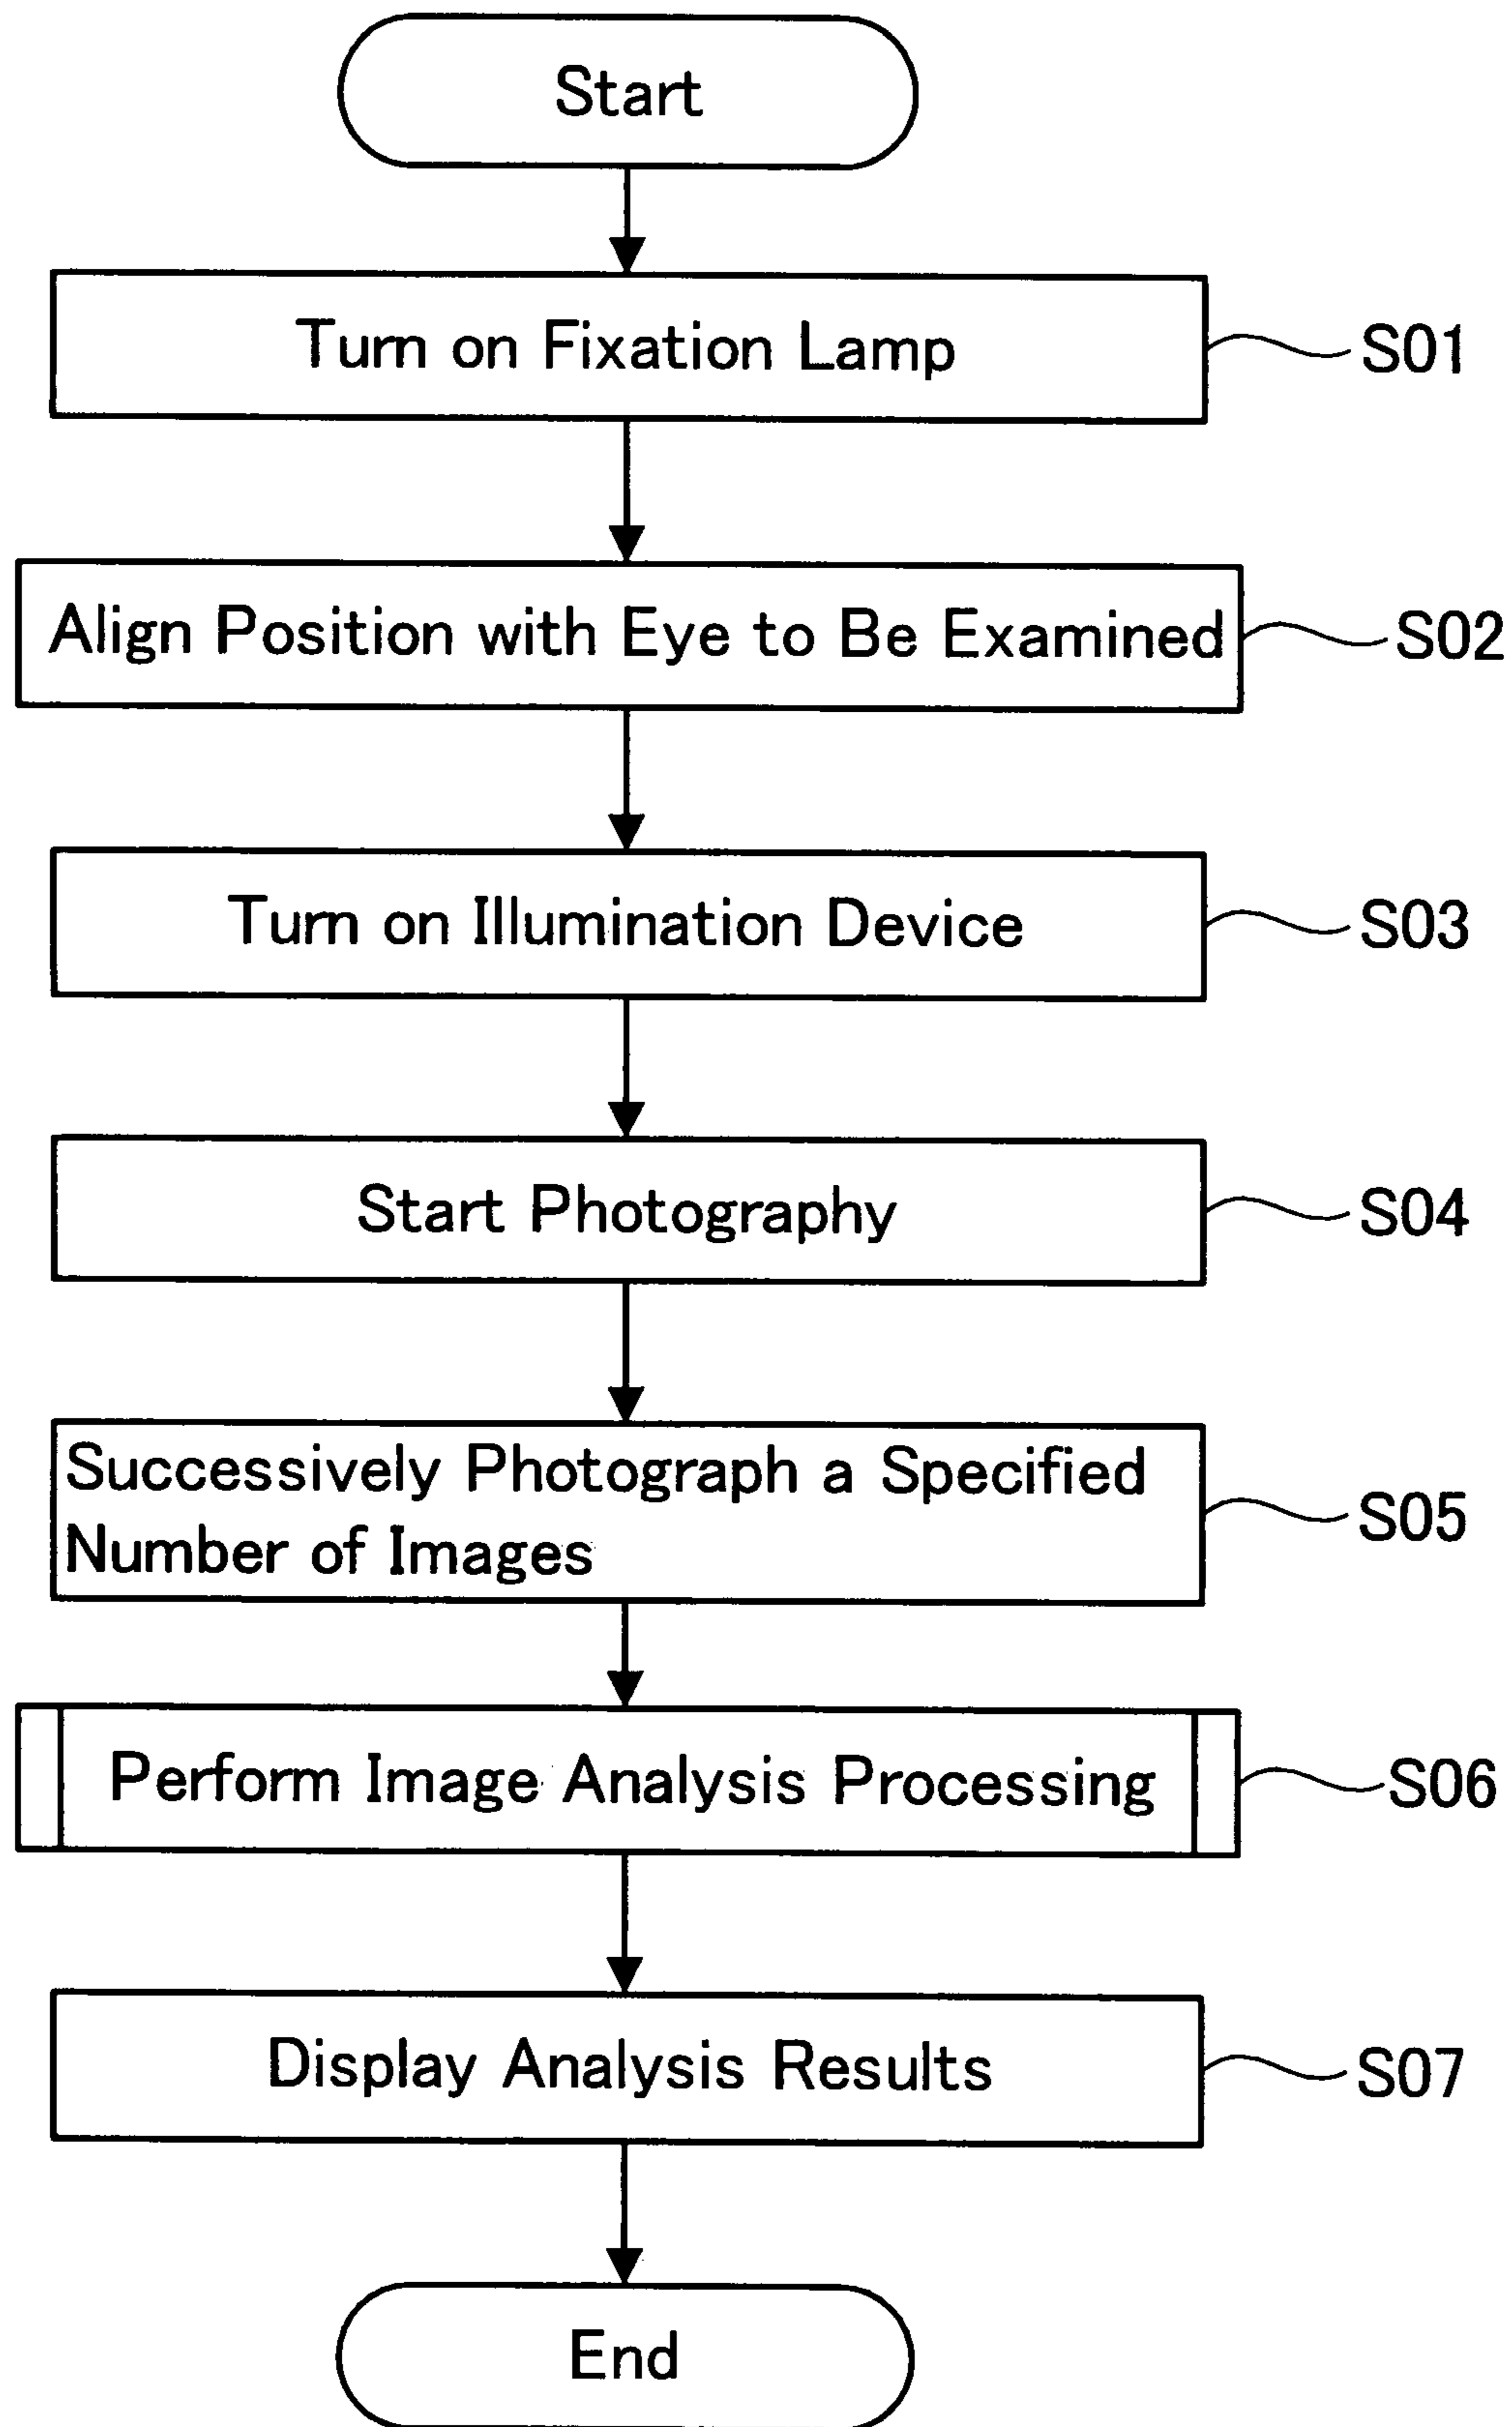 Start
Turn on Fixation Lamp
S01
Align Position with Eye to Be Examined
S02
Turn on Illumination Device
S03
Start Photography
S04
Successively Photograph a Specified
Number of Images
S05
Perform Image Analysis Processing
S06
Display Analysis Results
S07
End